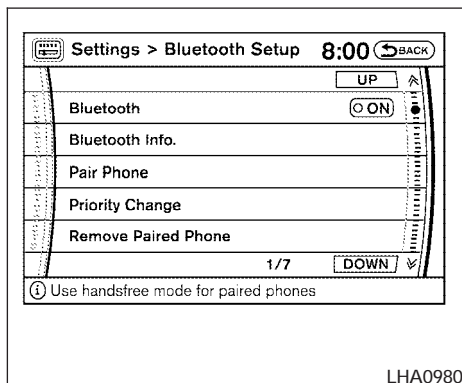 Settings > Bluetooth Setup 8:00 BACK
UP
Bluetooth ON
Bluetooth Info.
Pair Phone
Priority Change
Remove Paired Phone
1/7 DOWN
i Use handsfree mode for paired phones
LHA0980